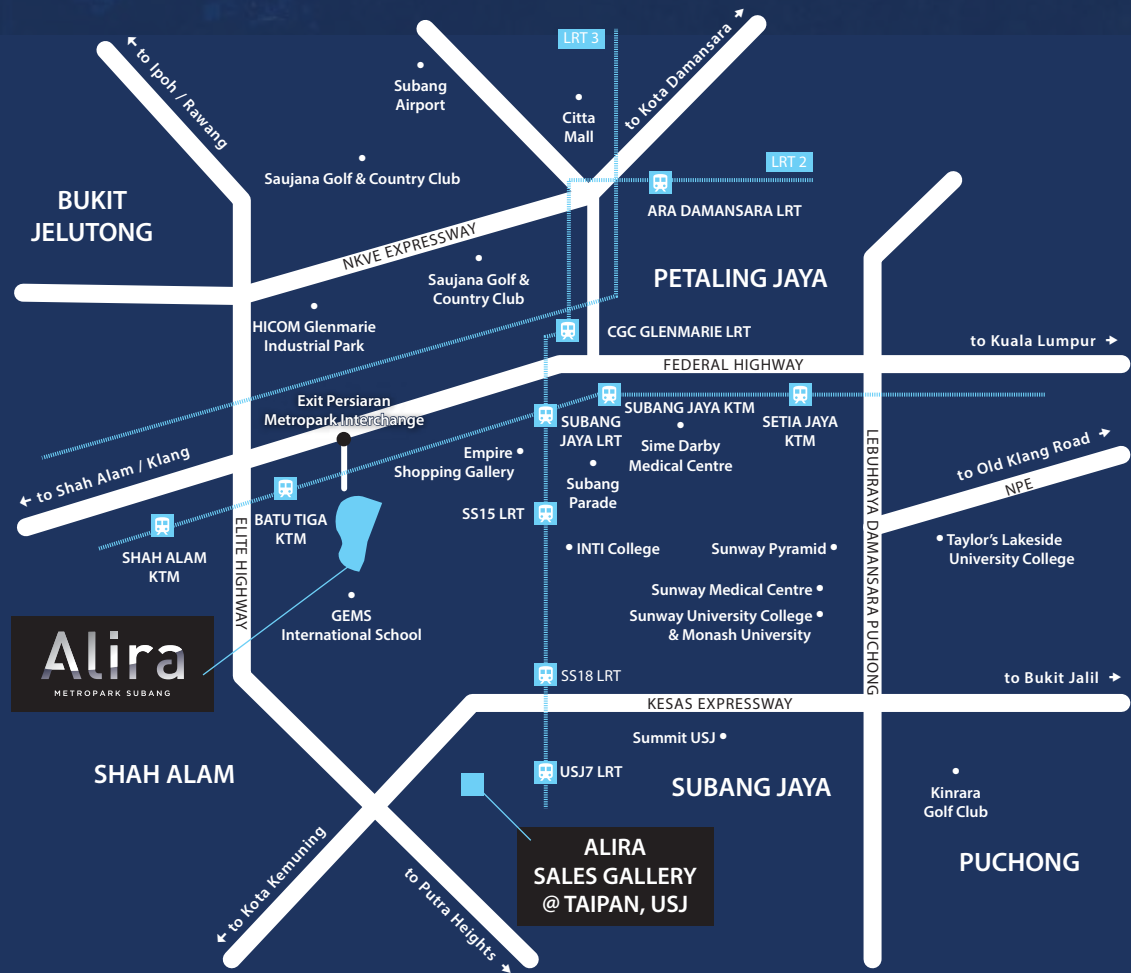 LRT 3
to Kota Damansara
to Ipoh / Rawang
Subang
Airport
Citta
Mall
LRT 2
Saujana Golf & Country Club
BUKIT
JELUTONG
ARA DAMANSARA LRT
NKVE EXPRESSWAY
Saujana Golf &
Country Club
PETALING JAYA
HICOM Glenmarie
Industrial Park
CGC GLENMARIE LRT
to Kuala Lumpur
FEDERAL HIGHWAY
Exit Persiaran
Metropark Interchange
SUBANG JAYA KTM
SUBANG
JAYA LRT
SETIA JAYA
KTM
Sime Darby
Medical Centre
Empire
Shopping Gallery
to Shah Alam / Klang
Subang
Parade
to Old Klang Road
NPE
LEBUHRAYA DAMANSARA PUCHONG
BATU TIGA
KTM
SS15 LRT
SHAH ALAM
KTM
ELITE HIGHWAY
INTI College
Sunway Pyramid
Taylor's Lakeside
University College
Sunway Medical Centre
GEMS
International School
Sunway University College
& Monash University
Alira
METROPARK SUBANG
SS18 LRT
to Bukit Jalil
KESAS EXPRESSWAY
Summit USJ
SHAH ALAM
USJ7 LRT
SUBANG JAYA
Kinrara
Golf Club
ALIRA
SALES GALLERY
@ TAIPAN, USJ
PUCHONG
to Kota Kemuning
to Putra Heights